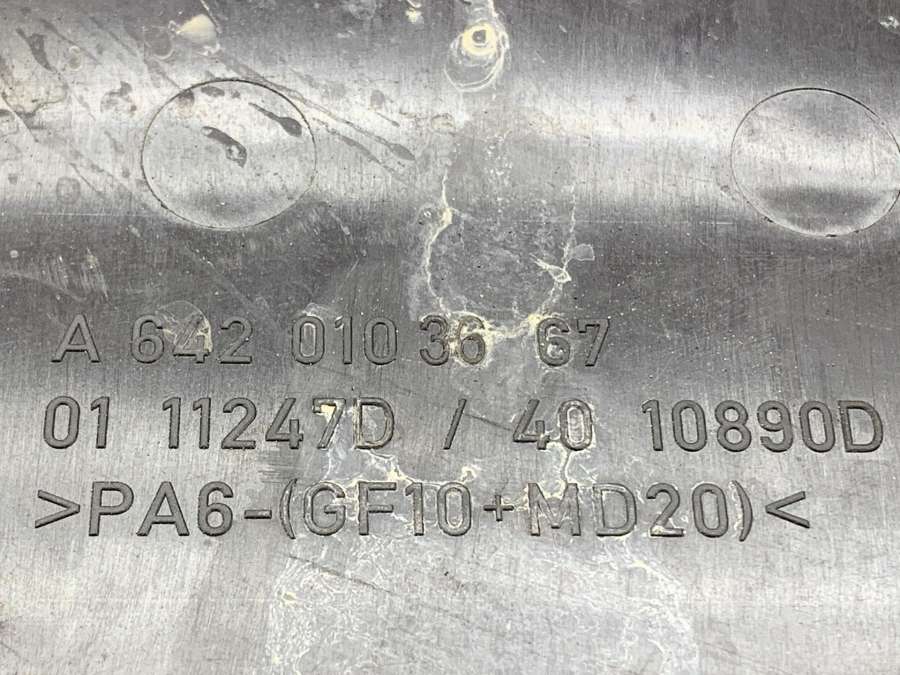 A 642 010 36 67
01 11247D / 40 10890D
>PA6-(GF10+MD20)<